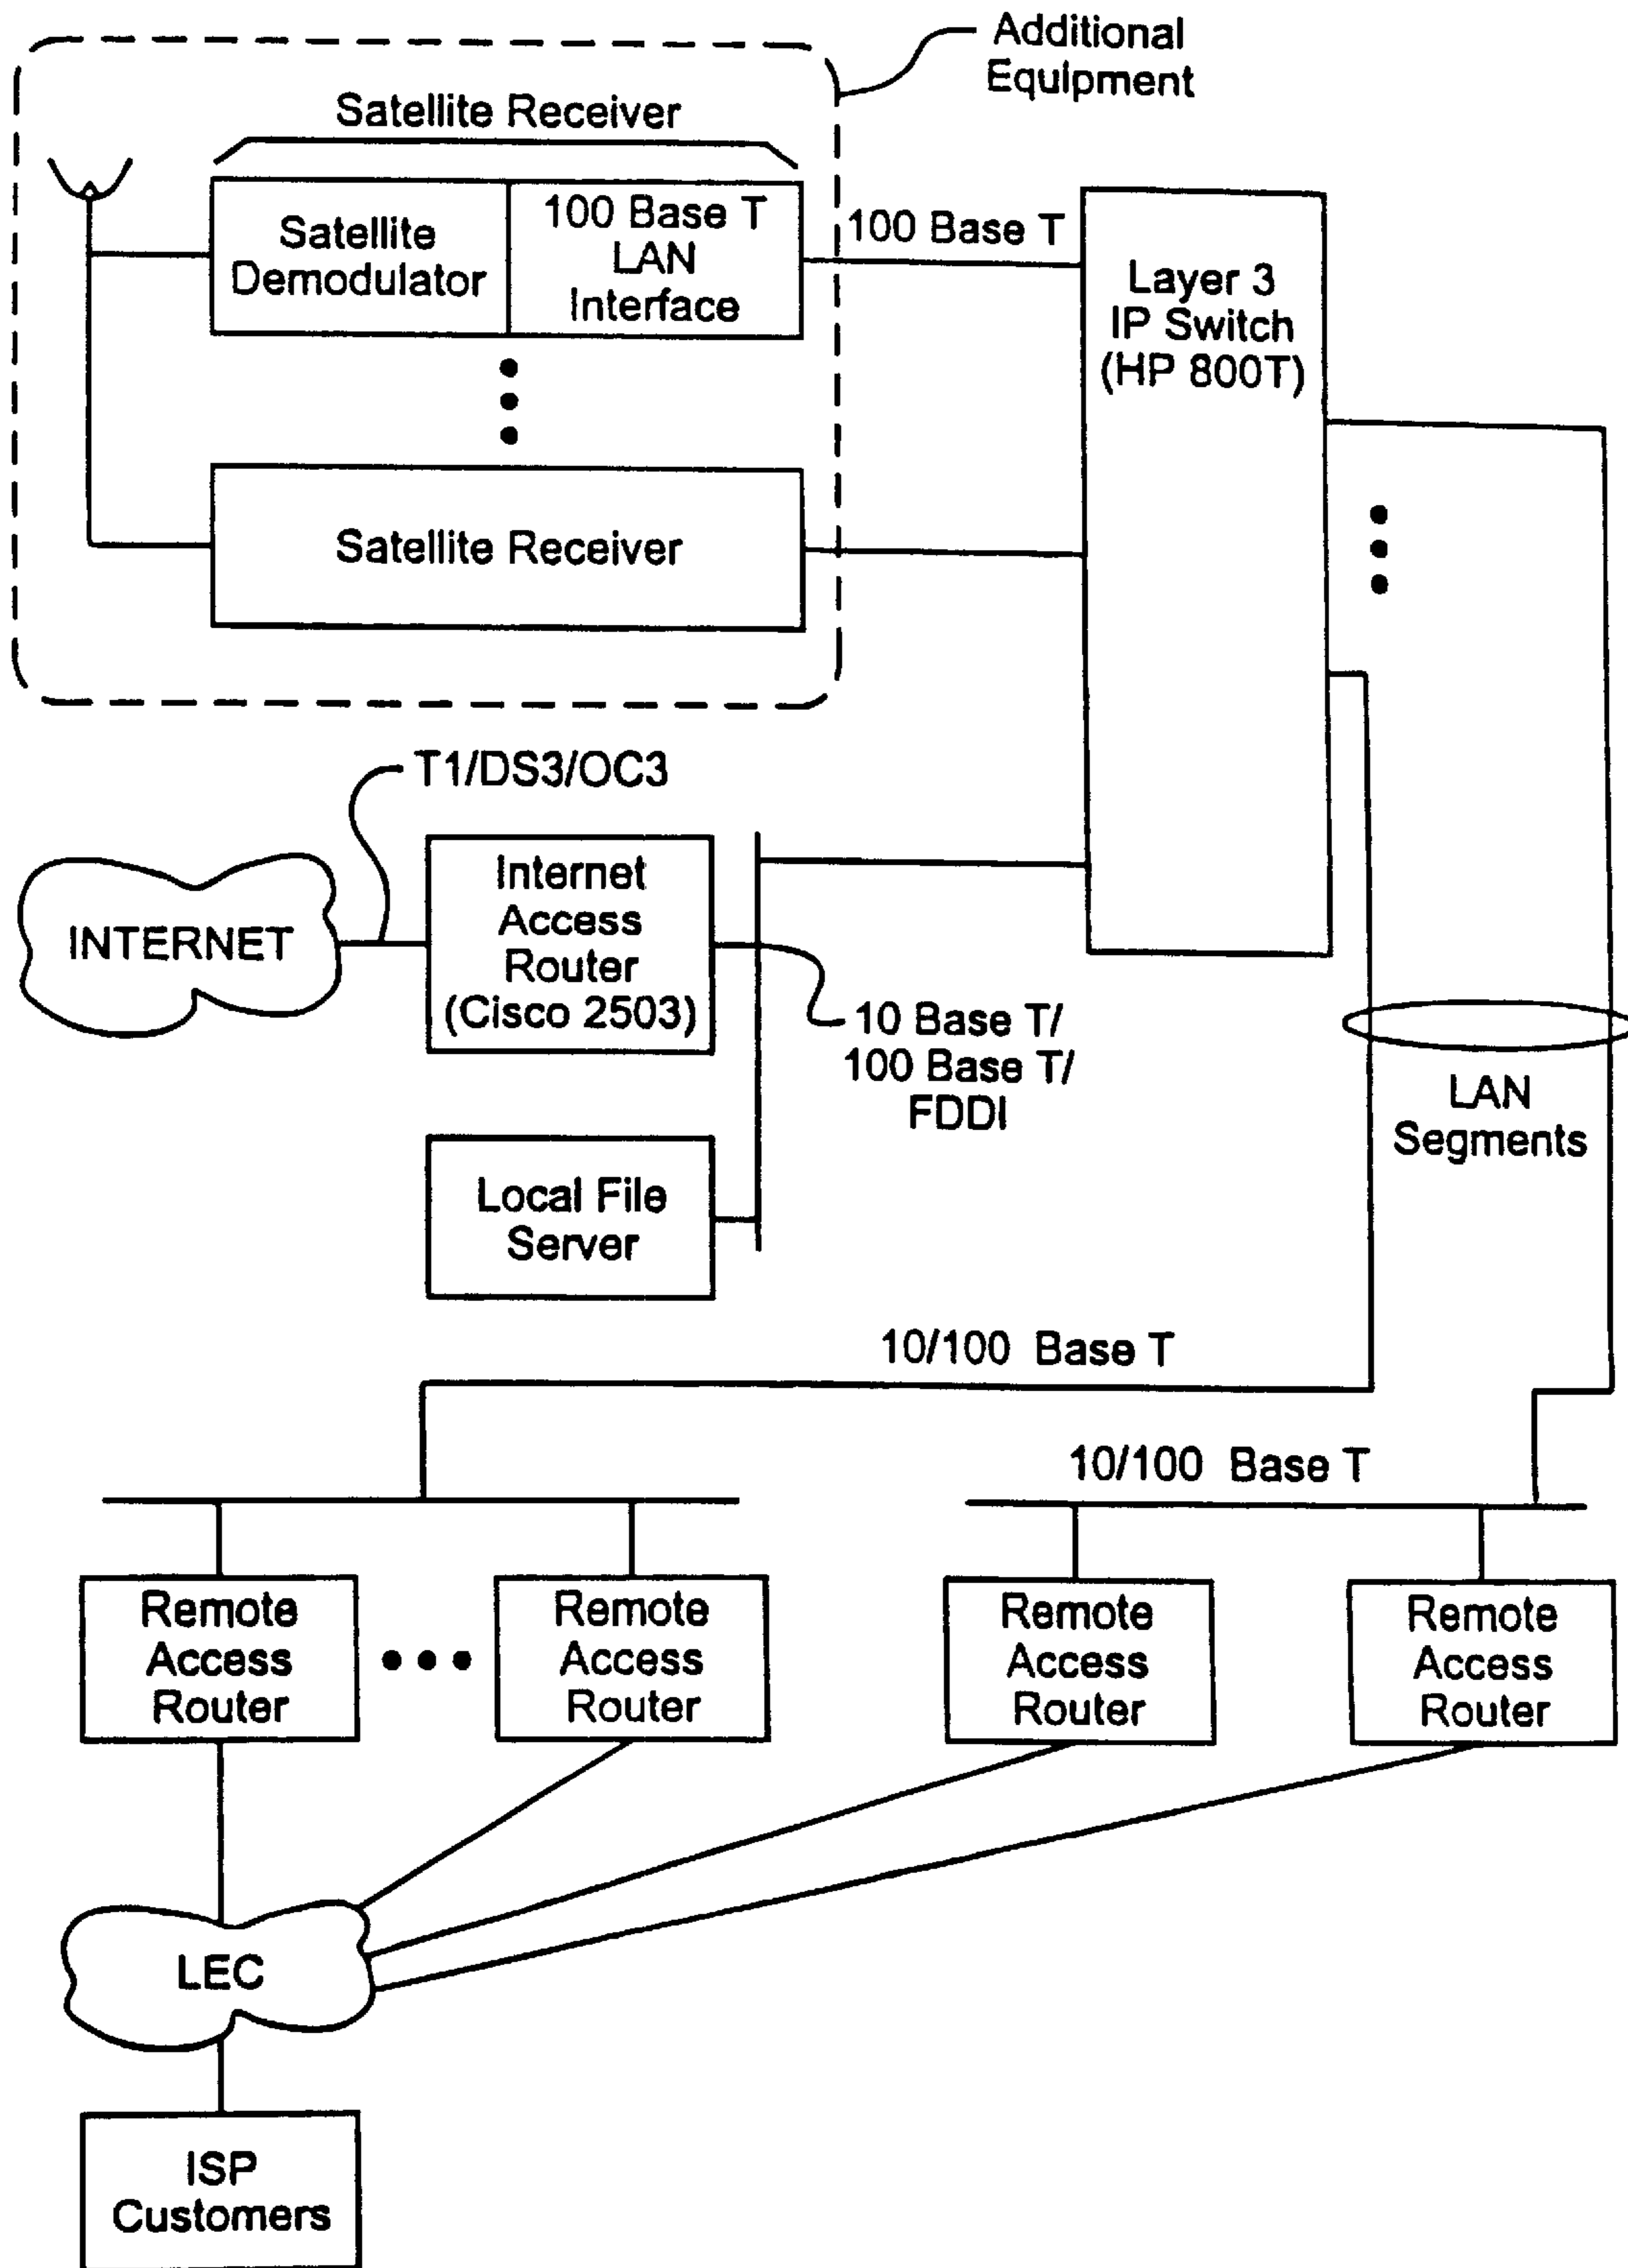 Additional
Equipment
Satellite Receiver
Satellite
Demodulator
100 Base T
LAN
Interface
100 Base T
Layer 3
IP Switch
(HP 800T)
Satellite Receiver
T1/DS3/OC3
INTERNET
Internet
Access
Router
(Cisco 2503)
10 Base T/
100 Base T/
FDDI
LAN
Segments
Local File
Server
10/100 Base T
10/100 Base T
Remote
Access
Router
Remote
Access
Router
Remote
Access
Router
Remote
Access
Router
LEC
ISP
Customers